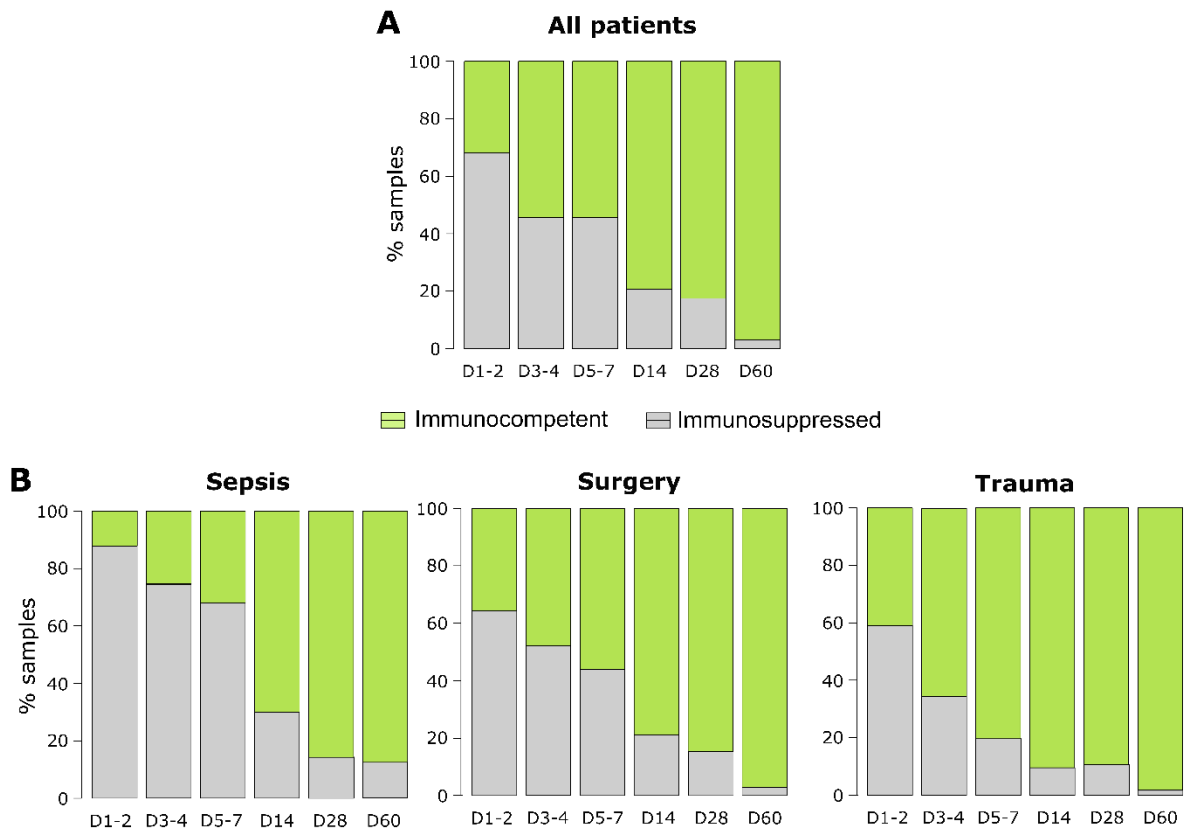 A All patients
100
80
60
40
20
0
% samples
D1-2 D3-4 D5-7 D14 D28 D60
Immunocompetent Immunosuppressed
B Sepsis
100
80
60
40
20
0
% samples
D1-2 D3-4 D5-7 D14 D28 D60
Surgery
100
80
60
40
20
0
D1-2 D3-4 D5-7 D14 D28 D60
Trauma
100
80
60
40
20
0
D1-2 D3-4 D5-7 D14 D28 D60